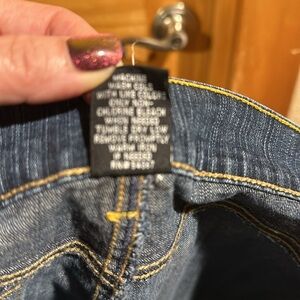 MACHINE
WASH COLD
WITH LIKE COLORS
ONLY NON-
CHLORINE BLEACH
WHEN NEEDED
TUMBLE DRY LOW
REMOVE PROMPTLY
WARM IRON
IF NEEDED